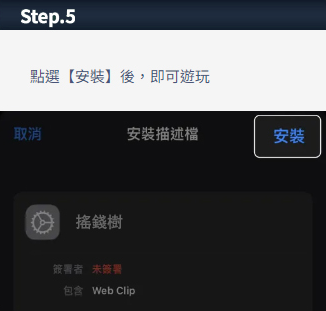 Step.5
點選【安裝】後，即可遊玩
取消 安裝描述檔 安裝
搖錢樹
簽署者 未簽署
包含 Web Clip